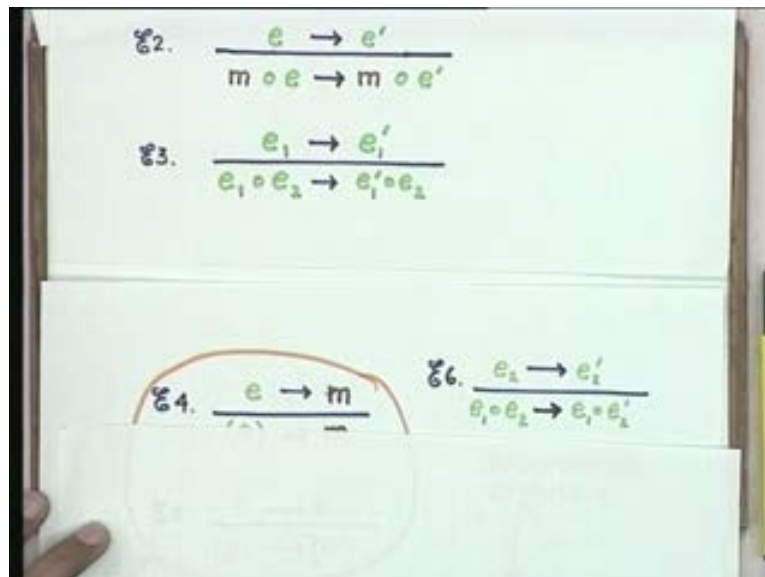 ℰ2. e → e′
m ∘ e → m ∘ e′
ℰ3. e₁ → e₁′
e₁ ∘ e₂ → e₁′ ∘ e₂
ℰ4. e → m
ℰ6. e₂ → e₂′
e₁ ∘ e₂ → e₁ ∘ e₂′